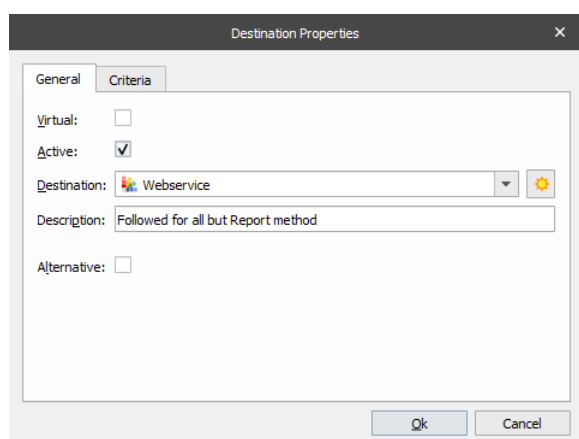 Destination Properties
General Criteria
Virtual:
Active:
Destination: Webservice
Description: Followed for all but Report method
Alternative:
Ok Cancel